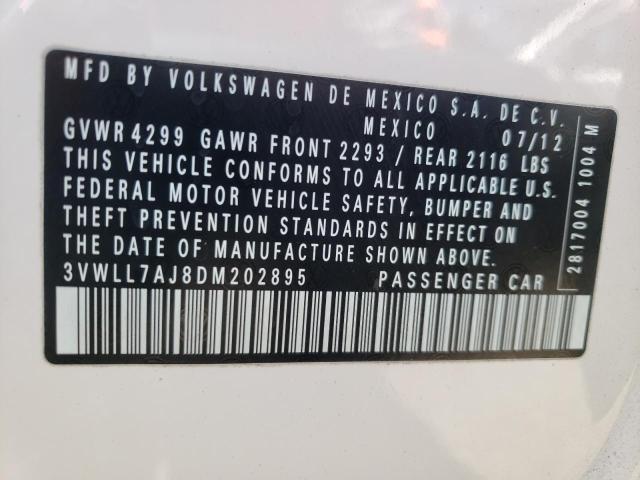 MFD BY VOLKSWAGEN DE MEXICO S.A. DE C.V.
MEXICO 07/12
GVWR 4299 GAWR FRONT 2293 / REAR 2116 LBS
THIS VEHICLE CONFORMS TO ALL APPLICABLE U.S.
FEDERAL MOTOR VEHICLE SAFETY, BUMPER AND
THEFT PREVENTION STANDARDS IN EFFECT ON
THE DATE OF MANUFACTURE SHOWN ABOVE.
3VWLL7AJ8DM202895 PASSENGER CAR
2817004 1004 M